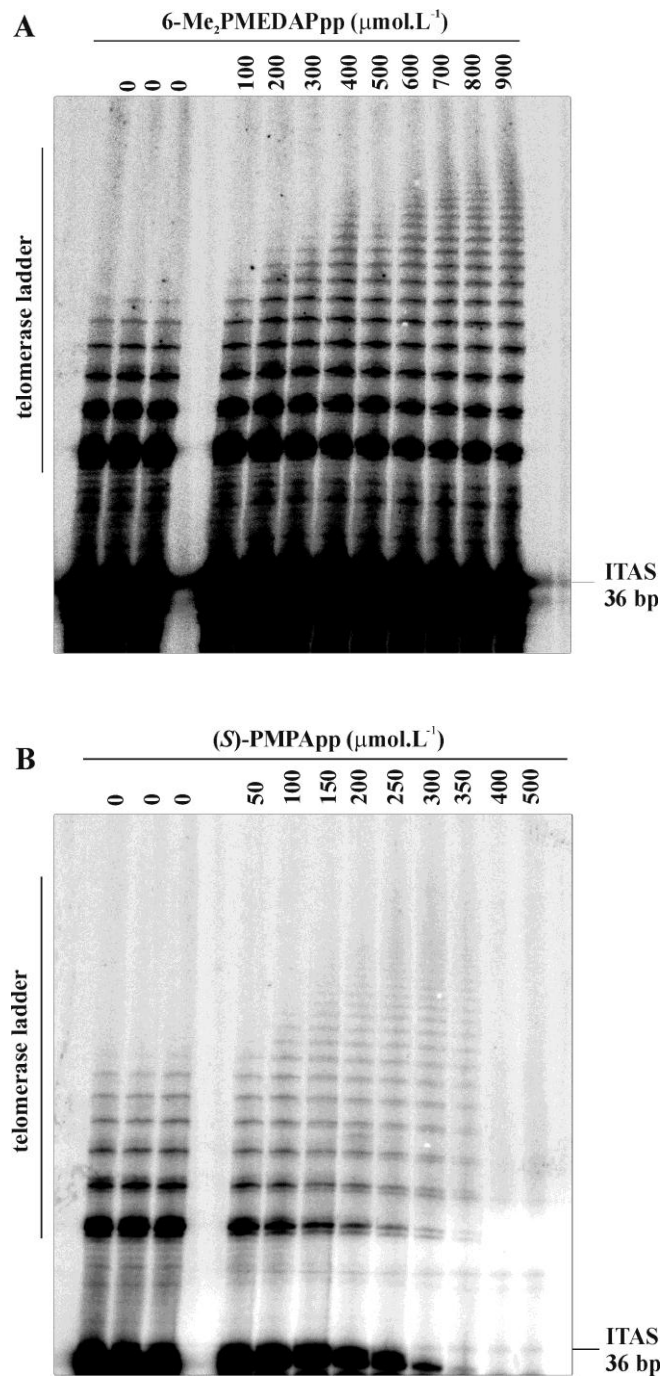 A
6-Me₂PMEDAPpp (μmol.L⁻¹)
0 0 0 100 200 300 400 500 600 700 800 900
telomerase ladder
ITAS
36 bp
B
(S)-PMPApp (μmol.L⁻¹)
0 0 0 50 100 150 200 250 300 350 400 500
telomerase ladder
ITAS
36 bp